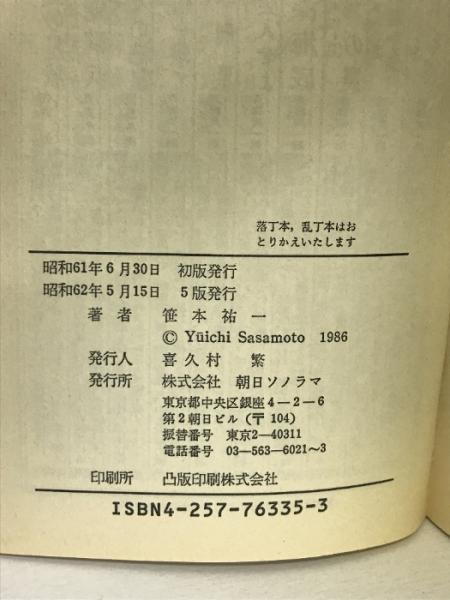 落丁本，乱丁本はお
とりかえいたします
昭和61年6月30日 初版発行
昭和62年5月15日 5版発行
著者 笹本祐一
© Yūichi Sasamoto 1986
発行人 喜久村 繁
発行所 株式会社 朝日ソノラマ
東京都中央区銀座4－2－6
第2朝日ビル（〒104）
振替番号 東京2―40311
電話番号 03―563―6021～3
印刷所 凸版印刷株式会社
ISBN4-257-76335-3